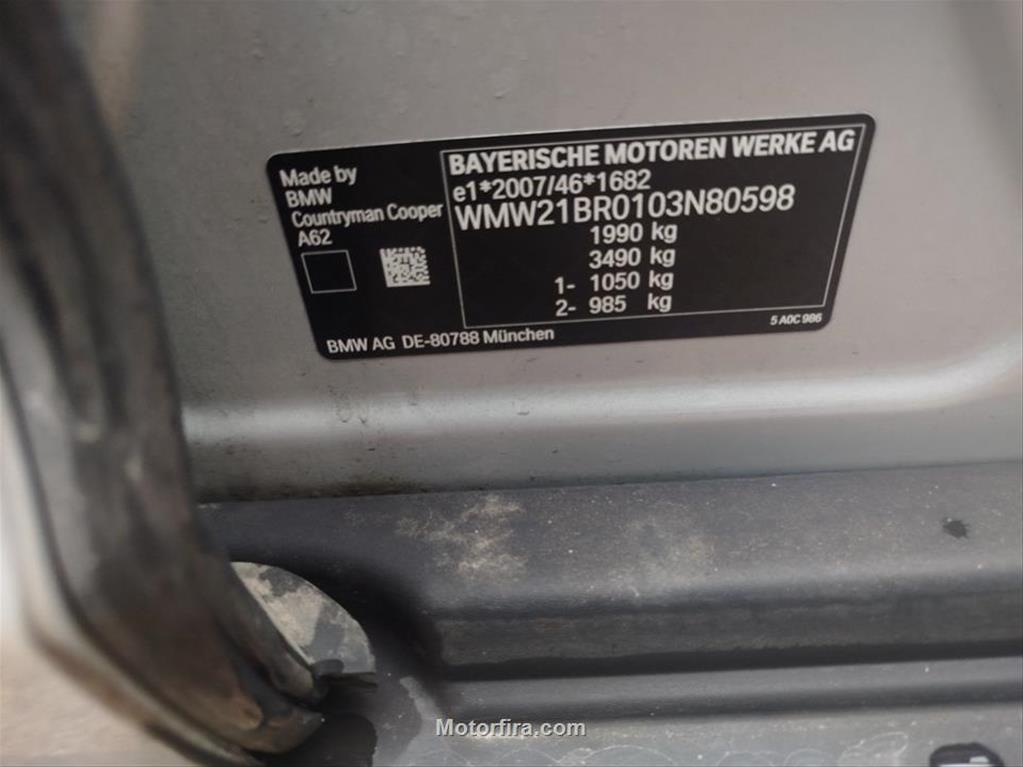 Made by
BMW
Countryman Cooper
A62
BAYERISCHE MOTOREN WERKE AG
e1*2007/46*1682
WMW21BR0103N80598
1990 kg
3490 kg
1- 1050 kg
2- 985 kg
5 A0C 986
BMW AG DE-80788 München
Motorfira.com